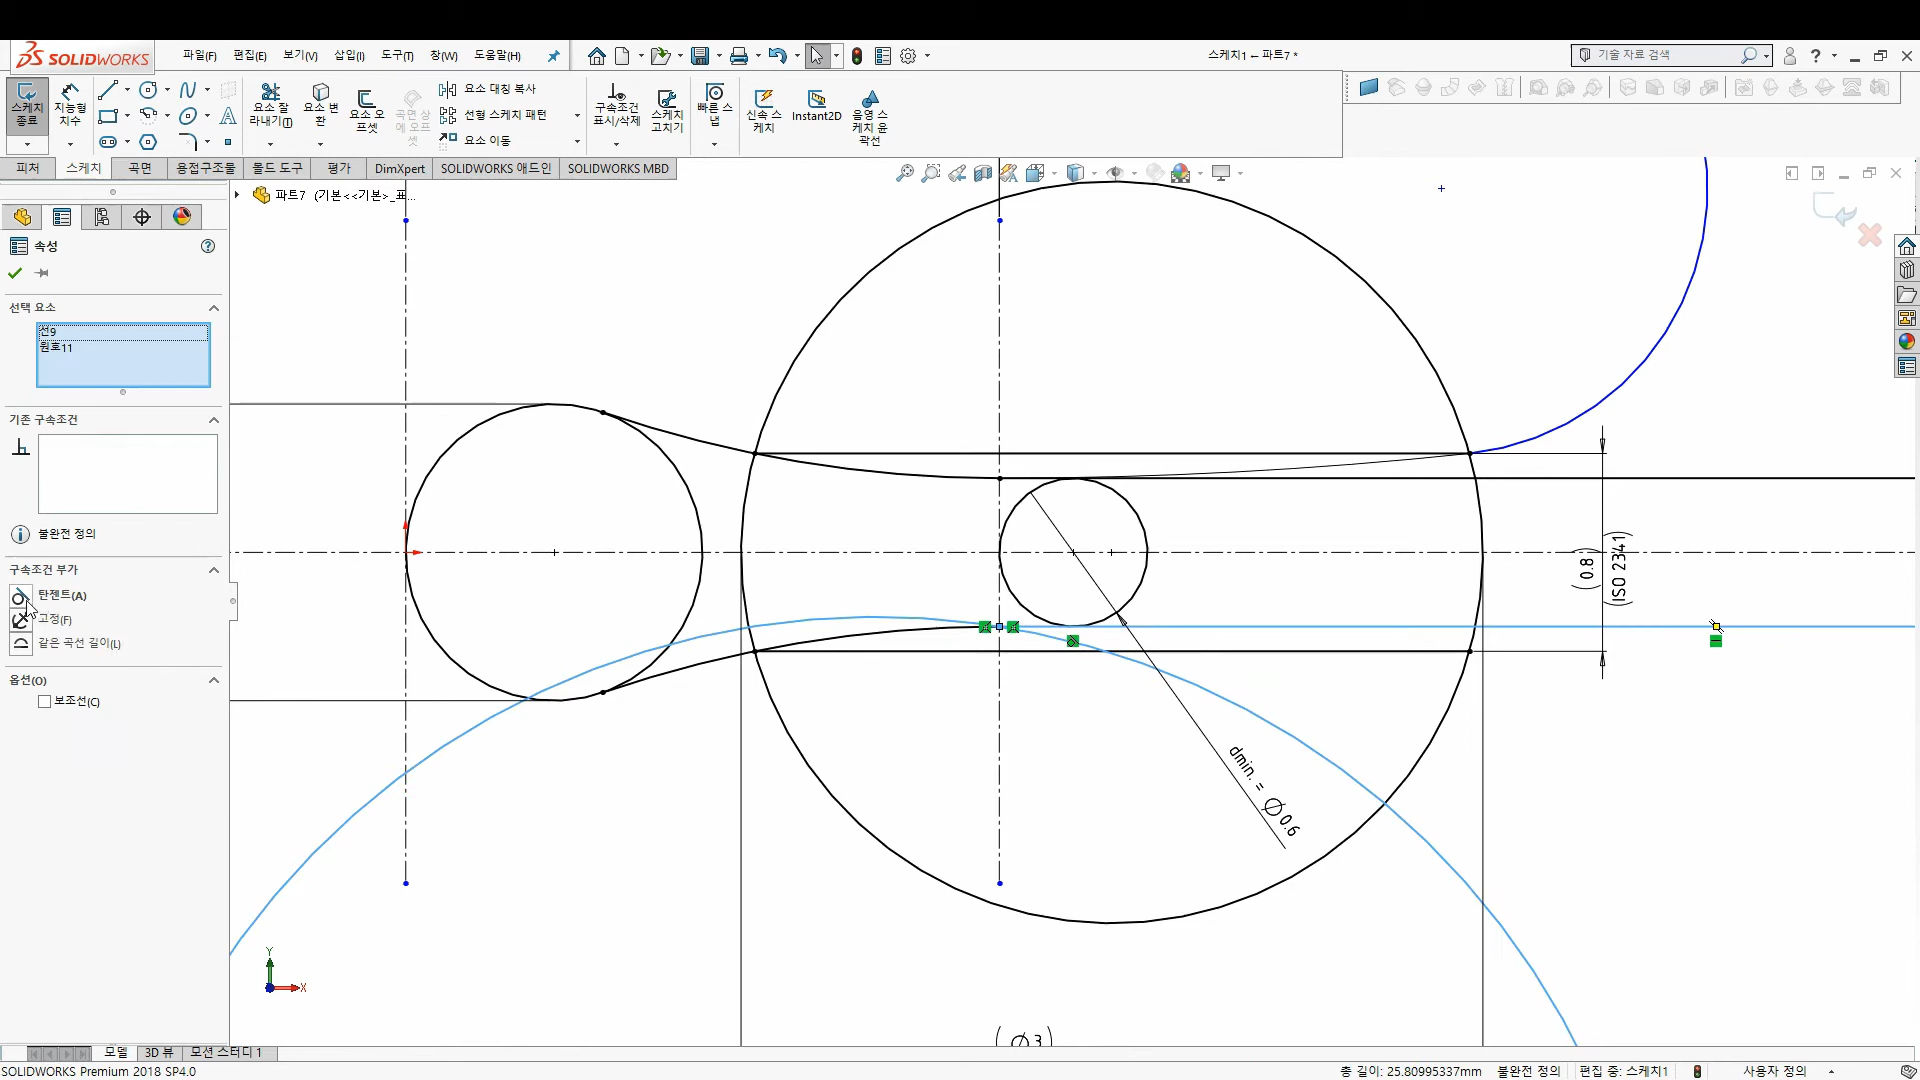 SOLIDWORKS
파일(F) 편집(E) 보기(V) 삽입(I) 도구(T) 창(W) 도움말(H)
스케치1 ← 파트7 *
기술 자료 검색
스케치 종료
지능형 치수
요소 잘라내기(T)
요소 변환
요소 오프셋
곡면 상에 오프셋
요소 대칭 복사
선형 스케치 패턴
요소 이동
구속조건 표시/삭제
스케치 고치기
빠른 스냅
신속 스케치
Instant2D
음영 스케치 윤곽선
피처 스케치 곡면 용접구조물 몰드 도구 평가 DimXpert SOLIDWORKS 애드인 SOLIDWORKS MBD
파트7 (기본<<기본>_표...
속성
선택 요소
선9
원호11
기존 구속조건
불완전 정의
구속조건 부가
탄젠트(A)
고정(F)
같은 곡선 길이(L)
옵션(O)
보조선(C)
(0.8)
(ISO 2341)
dmin. = ∅0.6
(∅3)
Y
X
모델 3D 뷰 모션 스터디 1
SOLIDWORKS Premium 2018 SP4.0
총 길이: 25.80995337mm 불완전 정의 편집 중: 스케치1 사용자 정의